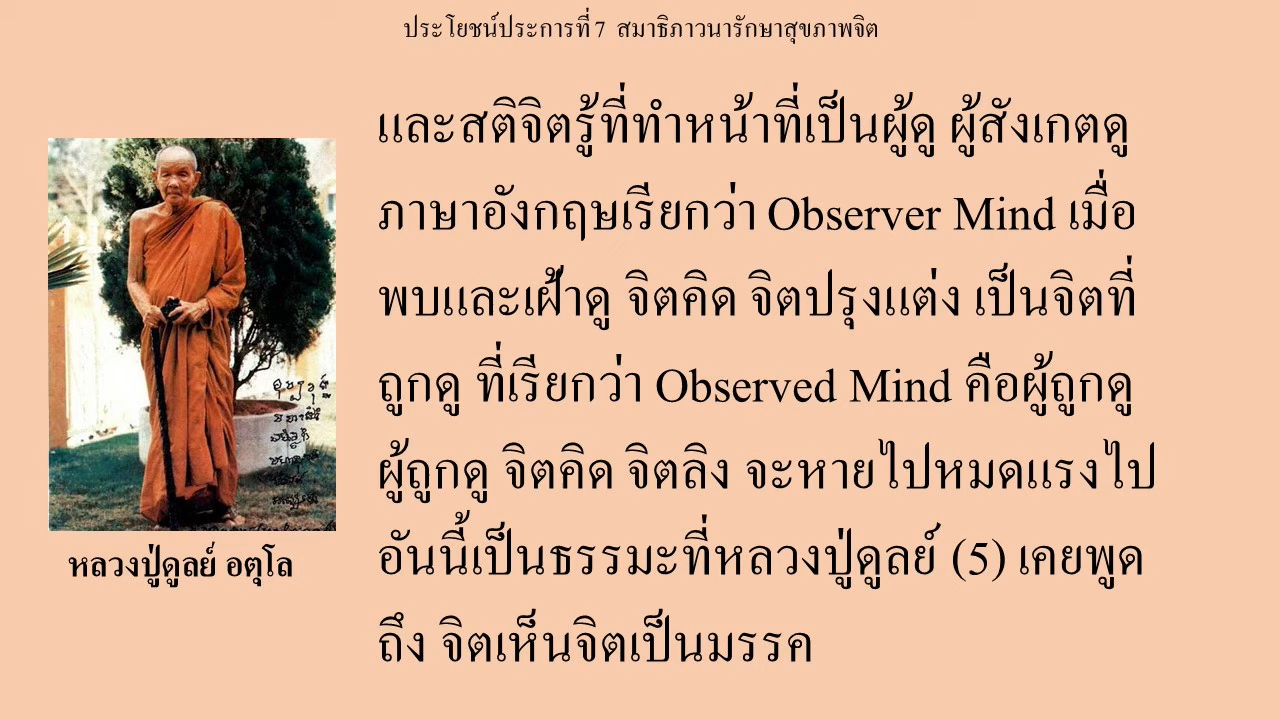 ประโยชน์ประการที่ 7 สมาธิภาวนารักษาสุขภาพจิต
และสติจิตรู้ที่ทำหน้าที่เป็นผู้ดู ผู้สังเกตดู
ภาษาอังกฤษเรียกว่า Observer Mind เมื่อ
พบและเฝ้าดู จิตคิด จิตปรุงแต่ง เป็นจิตที่
ถูกดู ที่เรียกว่า Observed Mind คือผู้ถูกดู
ผู้ถูกดู จิตคิด จิตลิง จะหายไปหมดแรงไป
อันนี้เป็นธรรมะที่หลวงปู่ดูลย์ (5) เคยพูด
ถึง จิตเห็นจิตเป็นมรรค
หลวงปู่ดูลย์ อตุโล